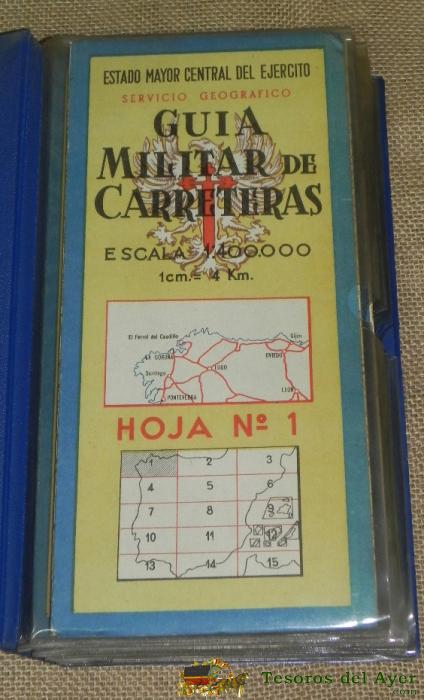 ESTADO MAYOR CENTRAL DEL EJERCITO
SERVICIO GEOGRAFICO
GUIA
MILITAR DE
CARRETERAS
ESCALA 1:400.000
1cm.= 4 Km.
El Ferrol del Caudillo
Gijón
LA CORUÑA
OVIEDO
Santiago
LUGO
PONTEVEDRA
LEON
HOJA Nº 1
1 2 3
4 5 6
7 8 9
10 11 12
13 14 15
Tesoros del Ayer
.com